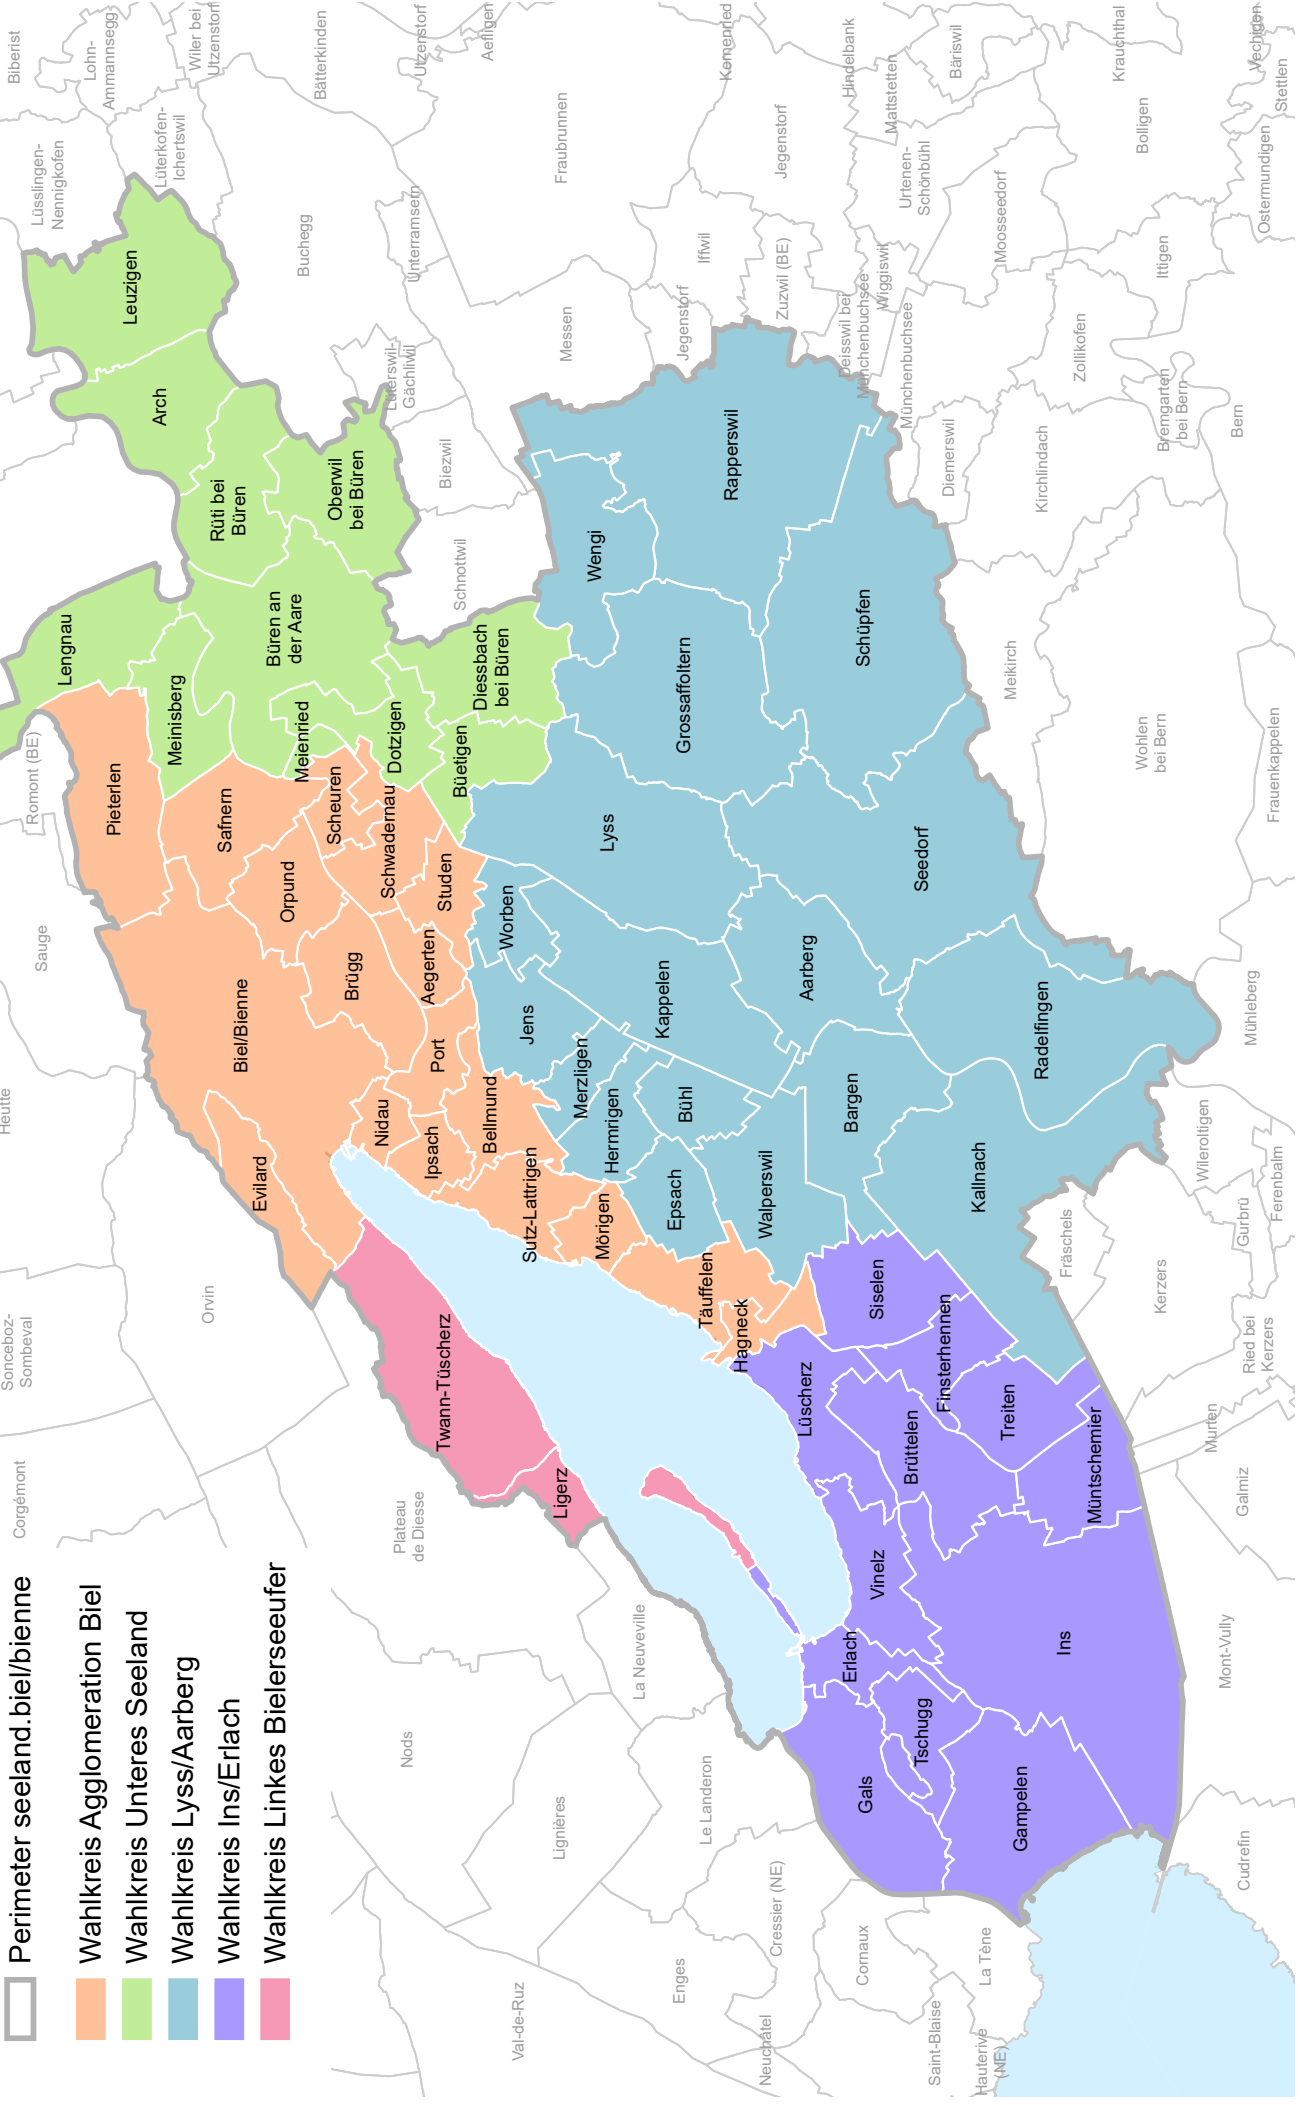 Perimeter seeland.biel/bienne
Wahlkreis Agglomeration Biel
Wahlkreis Unteres Seeland
Wahlkreis Lyss/Aarberg
Wahlkreis Ins/Erlach
Wahlkreis Linkes Bielerseeufer
Corgémont
Sonceboz-
Sombeval
Heutte
Sauge
Romont (BE)
Orvin
Plateau
de Diesse
Nods
La Neuveville
Lignières
Le Landeron
Val-de-Ruz
Enges
Cressier (NE)
Neuchâtel
Cornaux
Saint-Blaise
La Tène
Hauterive
(NE)
Cudrefin
Mont-Vully
Galmiz
Murten
Ried bei
Kerzers
Kerzers
Fräschels
Gurbrü
Wileroltigen
Ferenbalm
Mühleberg
Frauenkappelen
Wohlen
bei Bern
Meikirch
Kirchlindach
Diemerswil
Bremgarten
bei Bern
Bern
Zollikofen
Münchenbuchsee
Deisswil bei
Münchenbuchsee
Wiggiswil
Zuzwil (BE)
Jegenstorf
Iffwil
Messen
Moosseedorf
Urtenen-
Schönbühl
Ittigen
Ostermundigen
Bolligen
Stettlen
Vechigen
Krauchthal
Bäriswil
Mattstetten
Hindelbank
Jegenstorf
Kernenried
Fraubrunnen
Aefligen
Utzenstorf
Bätterkinden
Wiler bei
Utzenstorf
Lohn-
Ammannsegg
Biberist
Lüsslingen-
Nennigkofen
Lüterkofen-
Ichertswil
Buchegg
Unterramsern
Lüterswil-
Gächliwil
Biezwil
Schnottwil
Lengnau
Leuzigen
Arch
Rüti bei
Büren
Oberwil
bei Büren
Büren an
der Aare
Meinisberg
Meienried
Dotzigen
Diessbach
bei Büren
Büetigen
Pieterlen
Safnern
Scheuren
Orpund
Schwadernau
Studen
Brügg
Aegerten
Biel/Bienne
Port
Nidau
Evilard
Ipsach
Bellmund
Sutz-Lattrigen
Mörigen
Täuffelen
Hagneck
Twann-Tüscherz
Ligerz
Wengi
Rapperswil
Schüpfen
Grossaffoltern
Lyss
Seedorf
Worben
Jens
Kappelen
Aarberg
Radelfingen
Merzligen
Hermrigen
Bühl
Bargen
Epsach
Walperswil
Kallnach
Siselen
Finsterhennen
Lüscherz
Brüttelen
Treiten
Müntschemier
Vinelz
Erlach
Ins
Tschugg
Gals
Gampelen